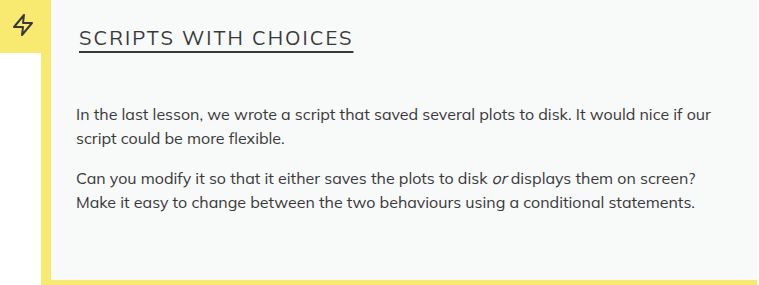 SCRIPTS WITH CHOICES
In the last lesson, we wrote a script that saved several plots to disk. It would nice if our
script could be more flexible.
Can you modify it so that it either saves the plots to disk or displays them on screen?
Make it easy to change between the two behaviours using a conditional statements.